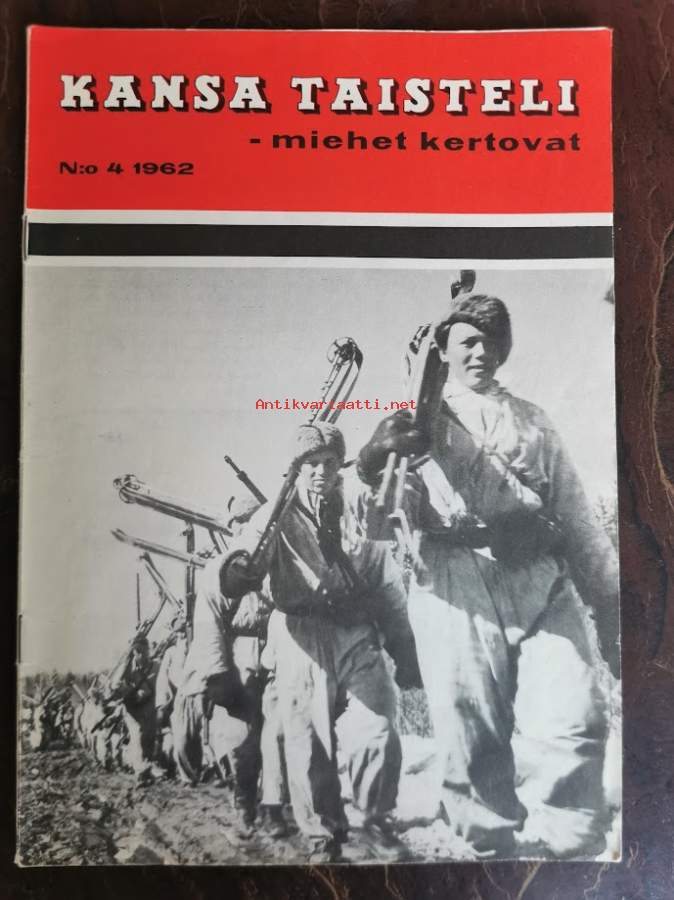 KANSA TAISTELI
- miehet kertovat
N:o 4 1962
Antikvariaatti.net